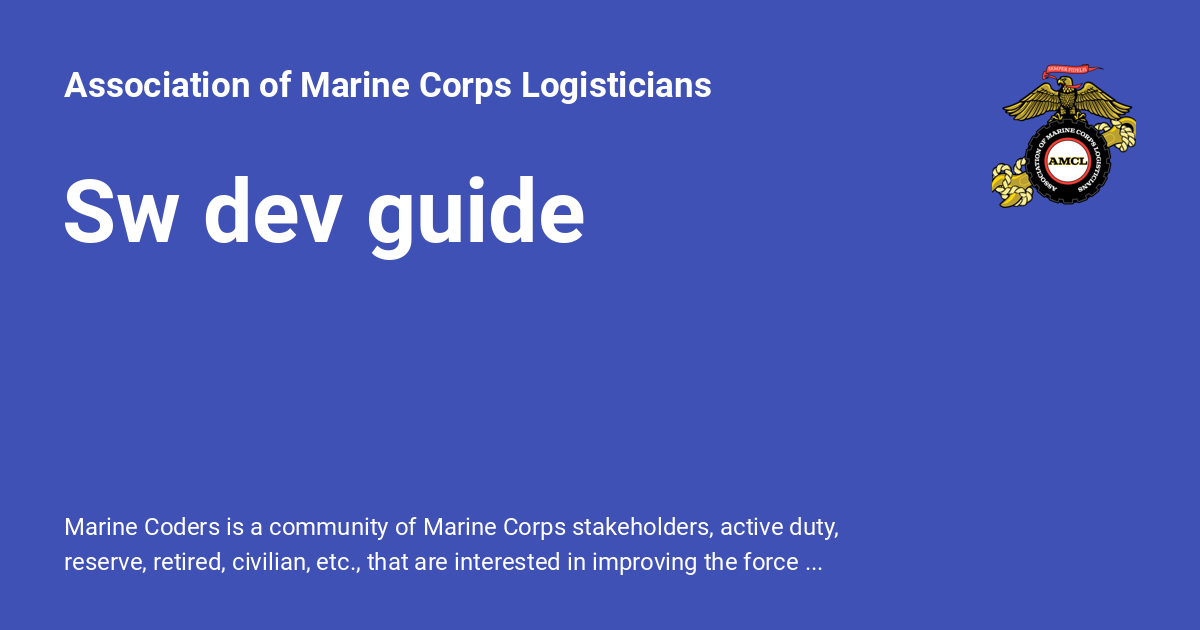 Association of Marine Corps Logisticians
Sw dev guide
SEMPER FIDELIS
ASSOCIATION OF MARINE CORPS LOGISTICIANS
AMCL
Marine Coders is a community of Marine Corps stakeholders, active duty,
reserve, retired, civilian, etc., that are interested in improving the force ...